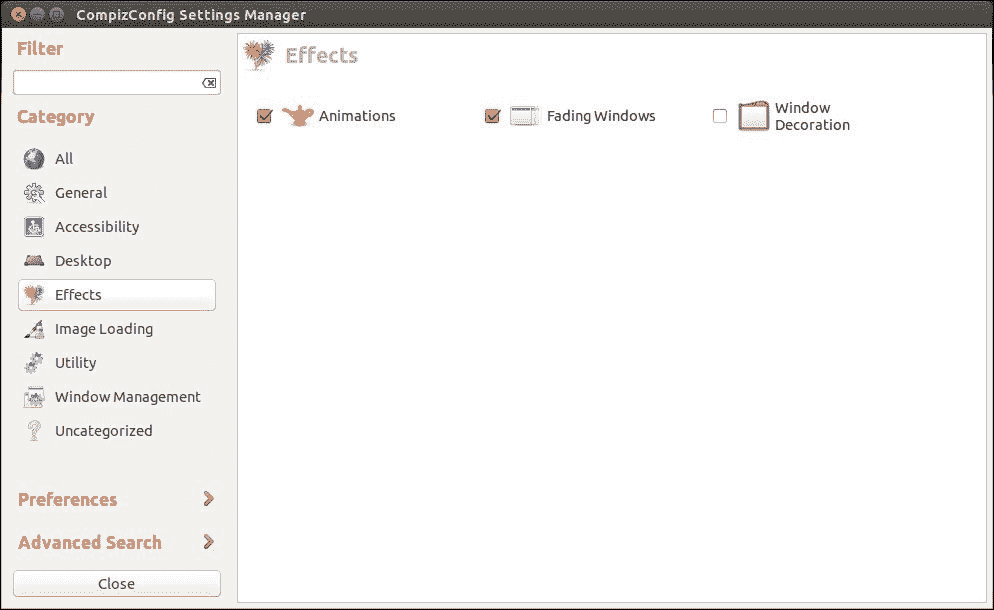 CompizConfig Settings Manager
Filter
Category
All
General
Accessibility
Desktop
Effects
Image Loading
Utility
Window Management
Uncategorized
Preferences
Advanced Search
Close
Effects
Animations
Fading Windows
Window
Decoration